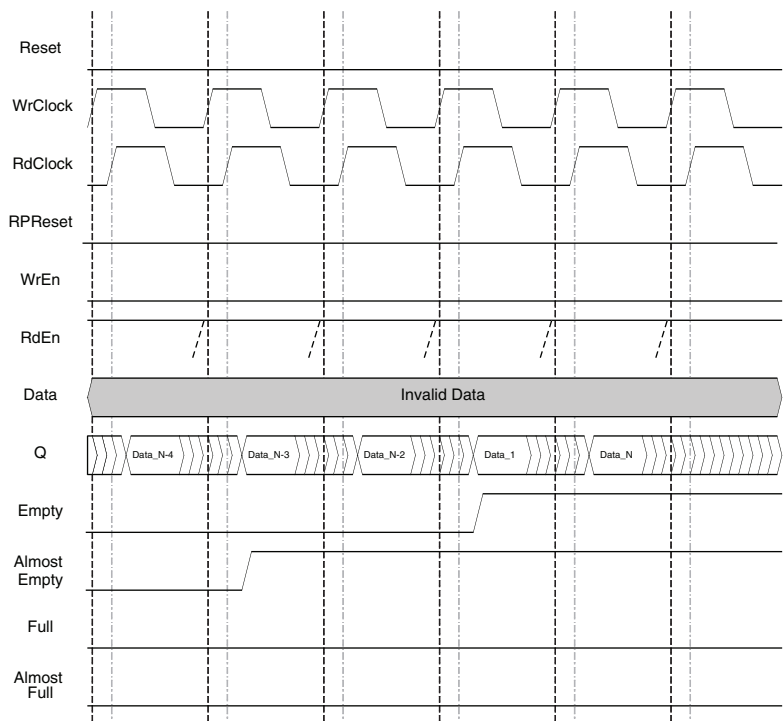 Reset
WrClock
RdClock
RPReset
WrEn
RdEn
Data
Invalid Data
Q
Data_N-4
Data_N-3
Data_N-2
Data_1
Data_N
Empty
Almost
Empty
Full
Almost
Full